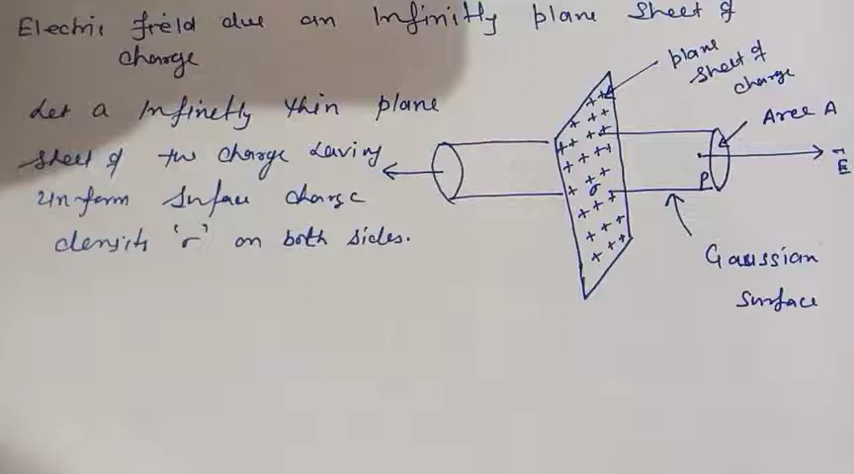 Electric field due an Infinitly plane sheet of
charge
Let a Infinetly thin plane
sheet of +ve charge having
Uniform Surface charge
density 'σ' on both sides.
plane
sheet of
charge
Area A
E
P
σ
Gaussian
Surface